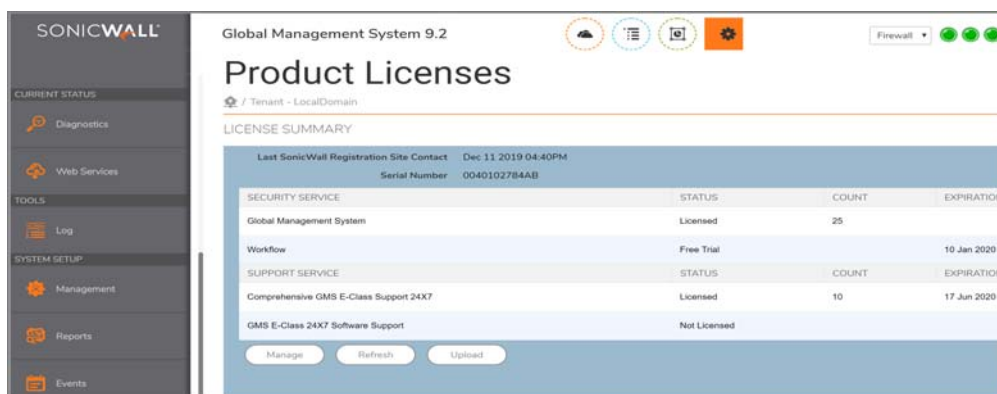 SONICWALL
Global Management System 9.2
Firewall
Product Licenses
/ Tenant - LocalDomain
LICENSE SUMMARY
CURRENT STATUS
Diagnostics
Web Services
TOOLS
Log
SYSTEM SETUP
Management
Reports
Events
Last SonicWall Registration Site Contact Dec 11 2019 04:40PM
Serial Number 0040102784AB
SECURITY SERVICE STATUS COUNT EXPIRATIO
Global Management System Licensed 25
Workflow Free Trial 10 Jan 2020
SUPPORT SERVICE STATUS COUNT EXPIRATIO
Comprehensive GMS E-Class Support 24X7 Licensed 10 17 Jun 2020
GMS E-Class 24X7 Software Support Not Licensed
Manage Refresh Upload